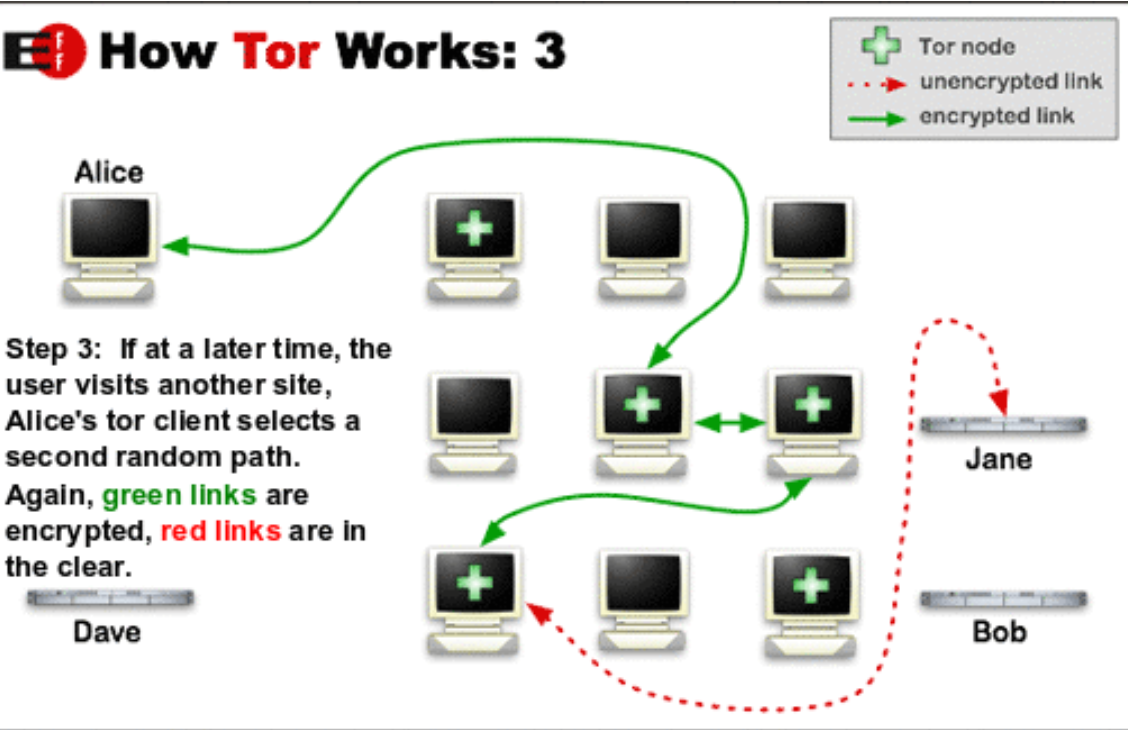 EFF How Tor Works: 3
Tor node
unencrypted link
encrypted link
Alice
Step 3: If at a later time, the
user visits another site,
Alice's tor client selects a
second random path.
Again, green links are
encrypted, red links are in
the clear.
Jane
Dave
Bob